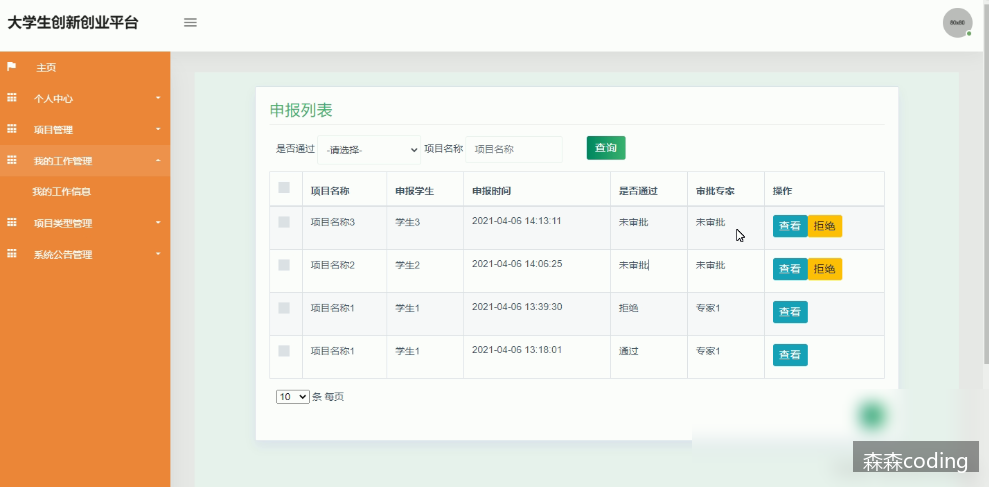 大学生创新创业平台
60x60
主页
个人中心
项目管理
我的工作管理
我的工作信息
项目类型管理
系统公告管理
申报列表
是否通过 -请选择- 项目名称 项目名称 查询
项目名称 申报学生 申报时间 是否通过 审批专家 操作
项目名称3 学生3 2021-04-06 14:13:11 未审批 未审批 查看 拒绝
项目名称2 学生2 2021-04-06 14:06:25 未审批 未审批 查看 拒绝
项目名称1 学生1 2021-04-06 13:39:30 拒绝 专家1 查看
项目名称1 学生1 2021-04-06 13:18:01 通过 专家1 查看
10 条 每页
森森coding